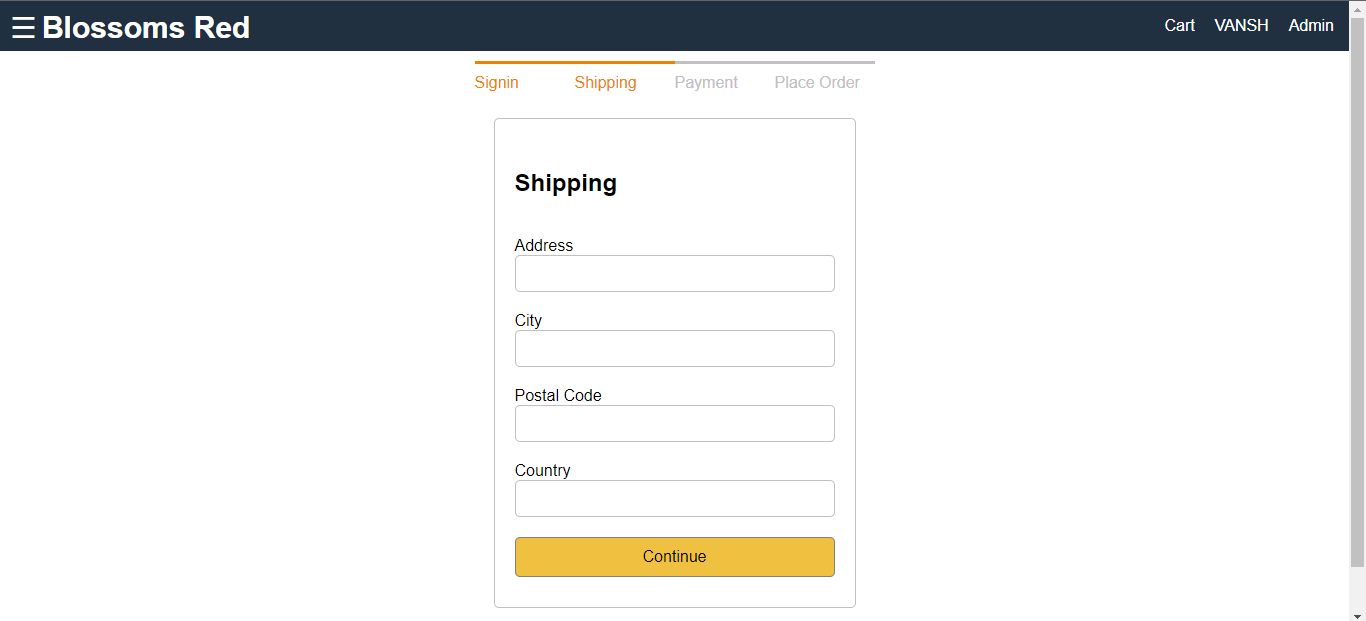 ☰ Blossoms Red Cart VANSH Admin
Signin Shipping Payment Place Order
Shipping
Address
City
Postal Code
Country
Continue